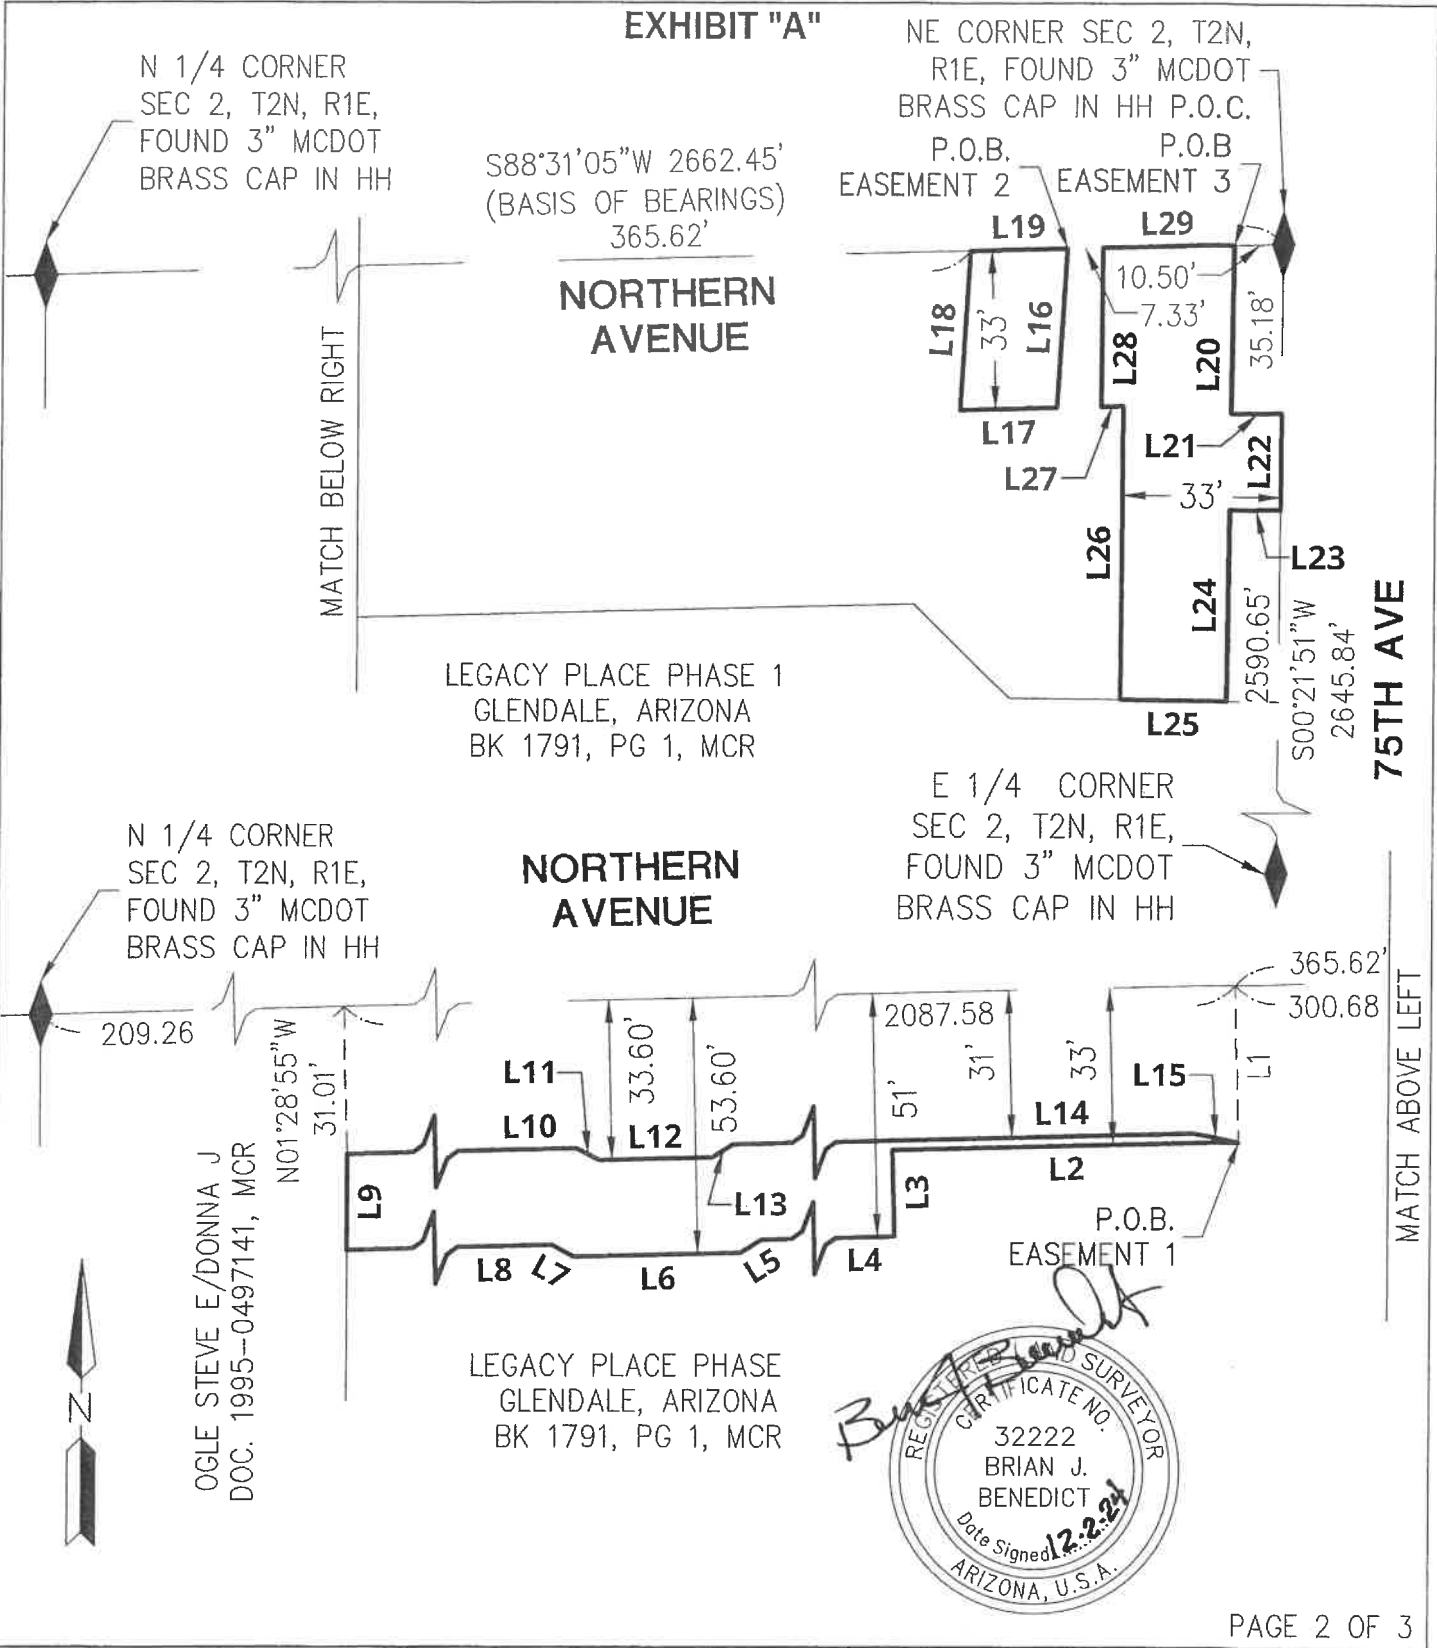 EXHIBIT "A"
N 1/4 CORNER
SEC 2, T2N, R1E,
FOUND 3" MCDOT
BRASS CAP IN HH
NE CORNER SEC 2, T2N,
R1E, FOUND 3" MCDOT
BRASS CAP IN HH P.O.C.
P.O.B.
EASEMENT 2
P.O.B
EASEMENT 3
S88°31'05"W 2662.45'
(BASIS OF BEARINGS)
365.62'
NORTHERN
AVENUE
MATCH BELOW RIGHT
L19
L29
10.50'
7.33'
L18
33'
L16
L28
L20
35.18'
L17
L21
L22
L27
33'
L26
L23
L24
L25
2590.65'
S00°21'51"W
2645.84'
75TH AVE
LEGACY PLACE PHASE 1
GLENDALE, ARIZONA
BK 1791, PG 1, MCR
E 1/4 CORNER
SEC 2, T2N, R1E,
FOUND 3" MCDOT
BRASS CAP IN HH
N 1/4 CORNER
SEC 2, T2N, R1E,
FOUND 3" MCDOT
BRASS CAP IN HH
NORTHERN
AVENUE
365.62'
300.68
209.26
2087.58
N01°28'55"W
31.01'
33.60'
53.60'
51'
31'
33'
L1
L11
L15
L10
L12
L14
L2
L9
L13
L3
L8
L7
L6
L5
L4
P.O.B.
EASEMENT 1
MATCH ABOVE LEFT
OGLE STEVE E/DONNA J
DOC. 1995-0497141, MCR
N
LEGACY PLACE PHASE
GLENDALE, ARIZONA
BK 1791, PG 1, MCR
REGISTERED LAND SURVEYOR
CERTIFICATE NO.
32222
BRIAN J.
BENEDICT
Date Signed 12-2-24
ARIZONA, U.S.A.
PAGE 2 OF 3